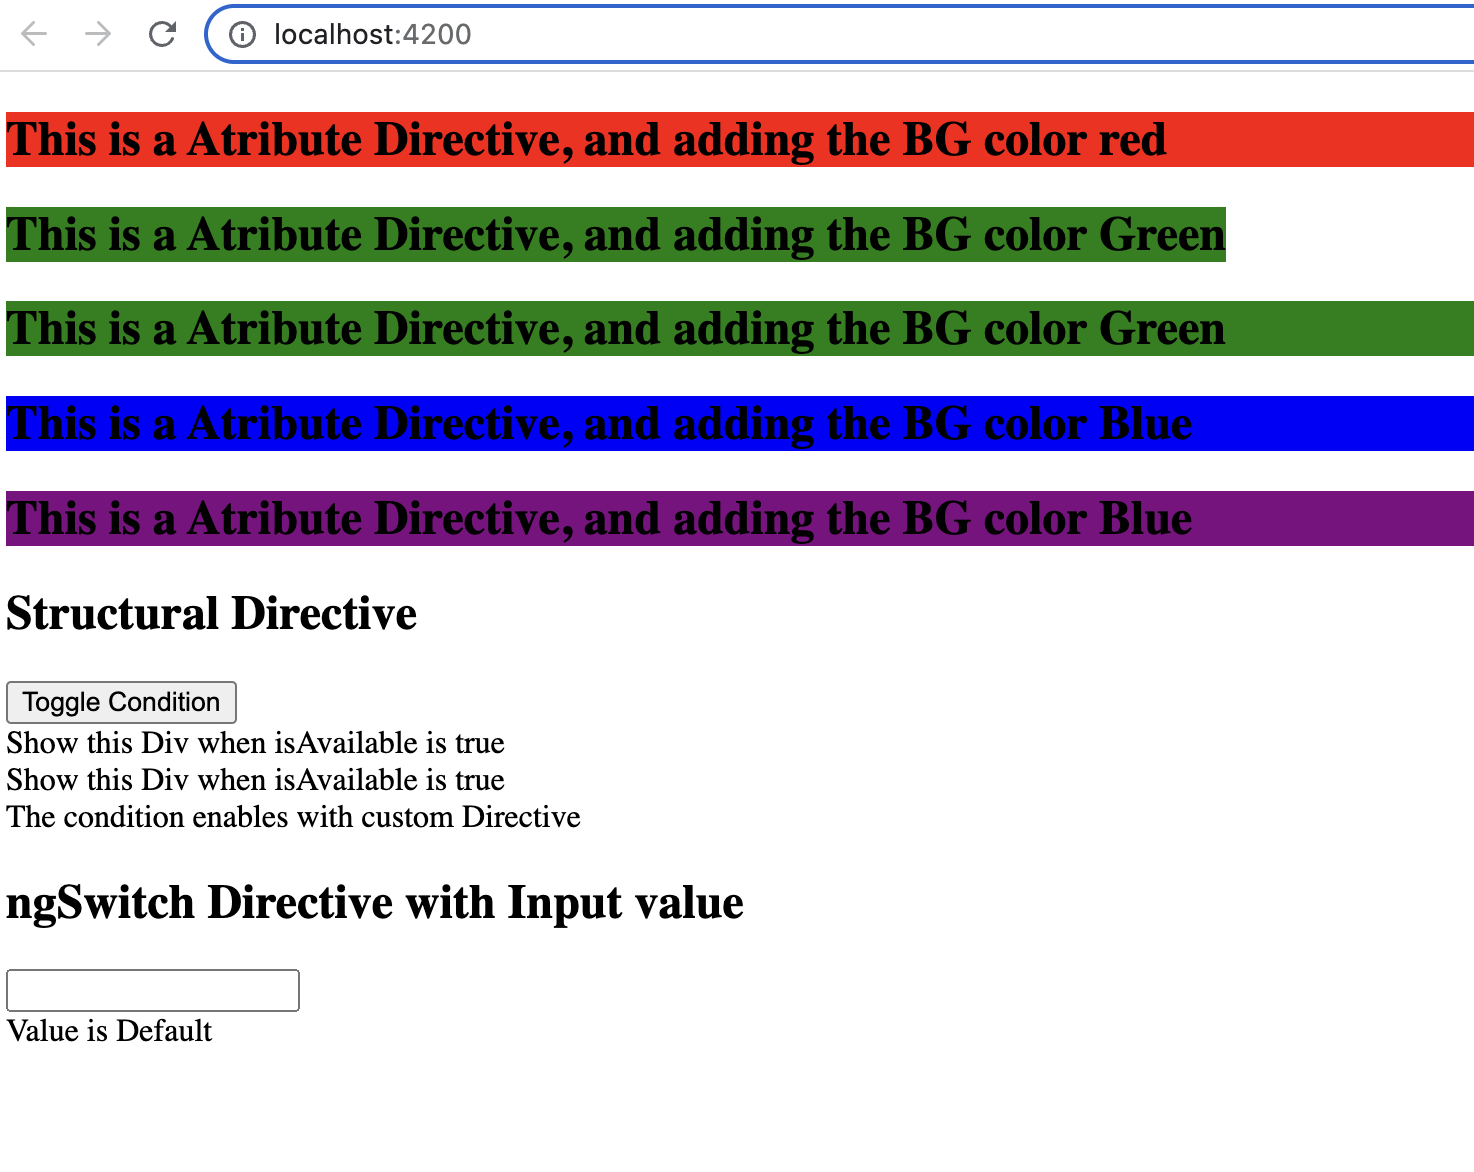 localhost:4200
This is a Atribute Directive, and adding the BG color red
This is a Atribute Directive, and adding the BG color Green
This is a Atribute Directive, and adding the BG color Green
This is a Atribute Directive, and adding the BG color Blue
This is a Atribute Directive, and adding the BG color Blue
Structural Directive
Toggle Condition
Show this Div when isAvailable is true
Show this Div when isAvailable is true
The condition enables with custom Directive
ngSwitch Directive with Input value
Value is Default